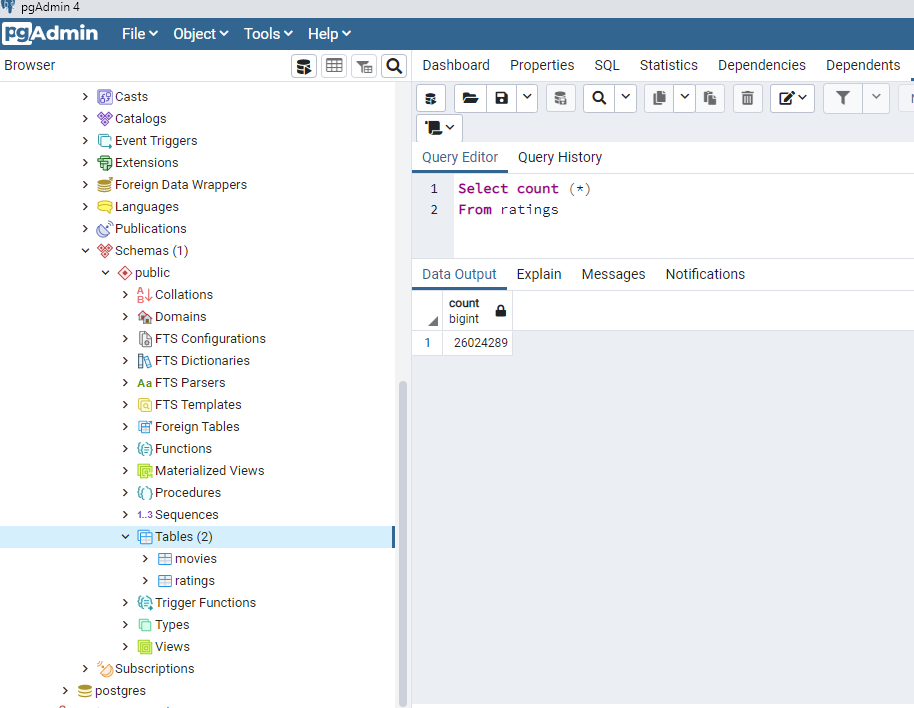 pgAdmin 4
pgAdmin File Object Tools Help
Browser
Dashboard Properties SQL Statistics Dependencies Dependents
Casts
Catalogs
Event Triggers
Extensions
Foreign Data Wrappers
Languages
Publications
Schemas (1)
public
Collations
Domains
FTS Configurations
FTS Dictionaries
Aa FTS Parsers
FTS Templates
Foreign Tables
Functions
Materialized Views
Procedures
1..3 Sequences
Tables (2)
movies
ratings
Trigger Functions
Types
Views
Subscriptions
postgres
Query Editor Query History
1 Select count (*)
2 From ratings
Data Output Explain Messages Notifications
count
bigint
1 26024289